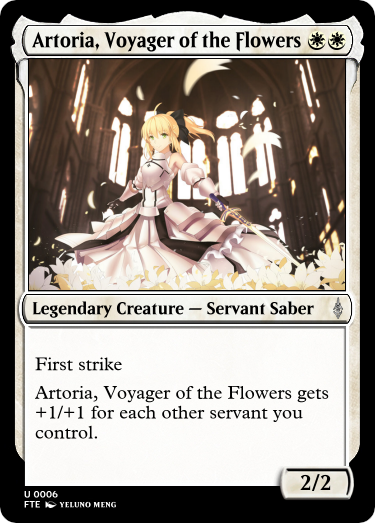 Artoria, Voyager of the Flowers
Legendary Creature — Servant Saber
First strike
Artoria, Voyager of the Flowers gets
+1/+1 for each other servant you
control.
2/2
U 0006
FTE YELUNO MENG